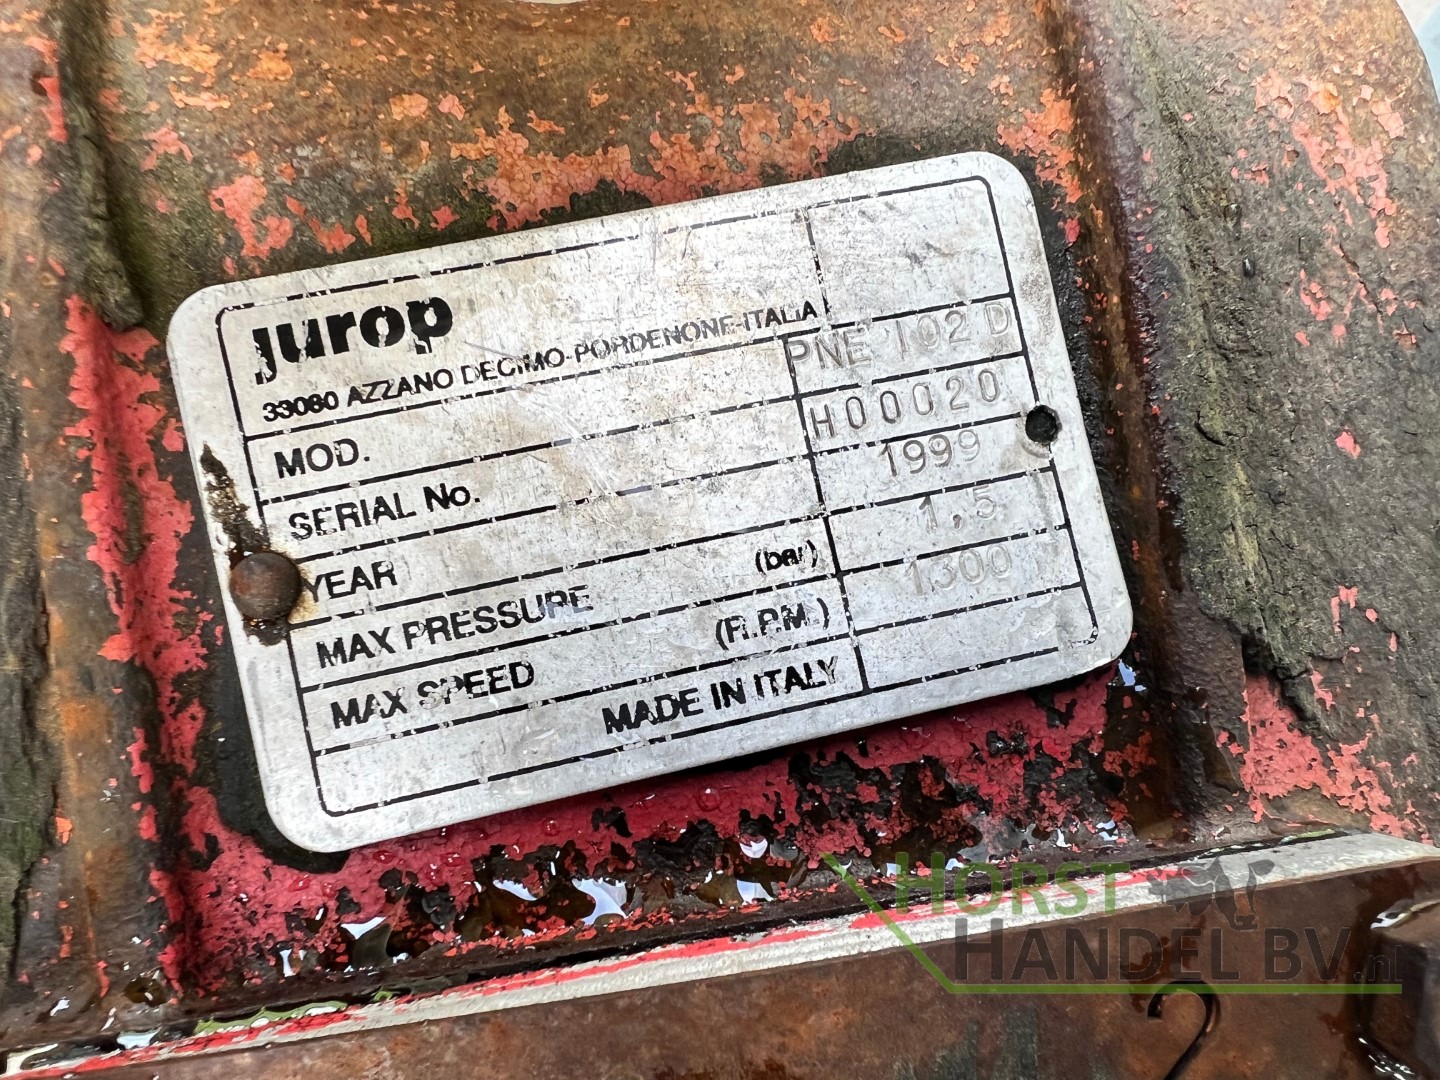 jurop
33080 AZZANO DECIMO-PORDENONE-ITALIA
MOD. PNE 102 D
SERIAL No. H00020
YEAR 1999
MAX PRESSURE (bar) 1,5
MAX SPEED (R.P.M.) 1300
MADE IN ITALY
HORST
HANDEL BV.nl